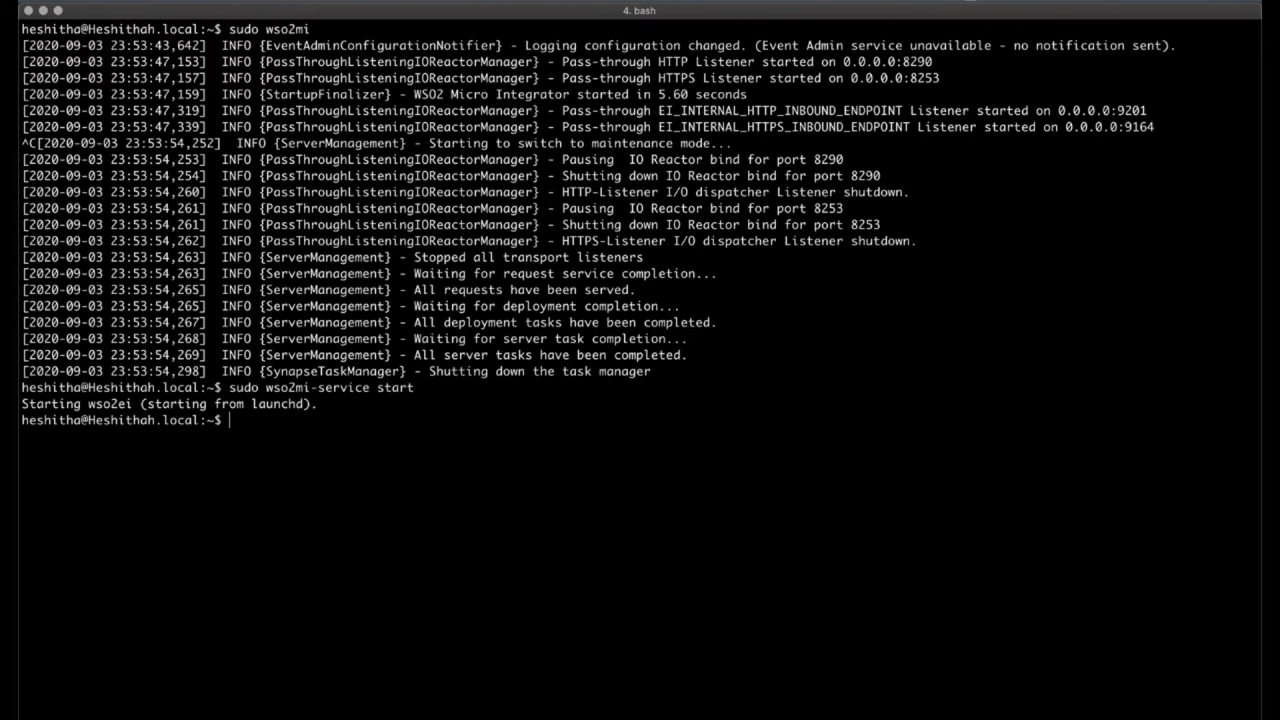 4. bash
heshitha@Heshithah.local:~$ sudo wso2mi
[2020-09-03 23:53:43,642]  INFO {EventAdminConfigurationNotifier} - Logging configuration changed. (Event Admin service unavailable - no notification sent).
[2020-09-03 23:53:47,153]  INFO {PassThroughListeningIOReactorManager} - Pass-through HTTP Listener started on 0.0.0.0:8290
[2020-09-03 23:53:47,157]  INFO {PassThroughListeningIOReactorManager} - Pass-through HTTPS Listener started on 0.0.0.0:8253
[2020-09-03 23:53:47,159]  INFO {StartupFinalizer} - WSO2 Micro Integrator started in 5.60 seconds
[2020-09-03 23:53:47,319]  INFO {PassThroughListeningIOReactorManager} - Pass-through EI_INTERNAL_HTTP_INBOUND_ENDPOINT Listener started on 0.0.0.0:9201
[2020-09-03 23:53:47,339]  INFO {PassThroughListeningIOReactorManager} - Pass-through EI_INTERNAL_HTTPS_INBOUND_ENDPOINT Listener started on 0.0.0.0:9164
^C[2020-09-03 23:53:54,252]  INFO {ServerManagement} - Starting to switch to maintenance mode...
[2020-09-03 23:53:54,253]  INFO {PassThroughListeningIOReactorManager} - Pausing  IO Reactor bind for port 8290
[2020-09-03 23:53:54,254]  INFO {PassThroughListeningIOReactorManager} - Shutting down IO Reactor bind for port 8290
[2020-09-03 23:53:54,260]  INFO {PassThroughListeningIOReactorManager} - HTTP-Listener I/O dispatcher Listener shutdown.
[2020-09-03 23:53:54,261]  INFO {PassThroughListeningIOReactorManager} - Pausing  IO Reactor bind for port 8253
[2020-09-03 23:53:54,261]  INFO {PassThroughListeningIOReactorManager} - Shutting down IO Reactor bind for port 8253
[2020-09-03 23:53:54,262]  INFO {PassThroughListeningIOReactorManager} - HTTPS-Listener I/O dispatcher Listener shutdown.
[2020-09-03 23:53:54,263]  INFO {ServerManagement} - Stopped all transport listeners
[2020-09-03 23:53:54,263]  INFO {ServerManagement} - Waiting for request service completion...
[2020-09-03 23:53:54,265]  INFO {ServerManagement} - All requests have been served.
[2020-09-03 23:53:54,265]  INFO {ServerManagement} - Waiting for deployment completion...
[2020-09-03 23:53:54,267]  INFO {ServerManagement} - All deployment tasks have been completed.
[2020-09-03 23:53:54,268]  INFO {ServerManagement} - Waiting for server task completion...
[2020-09-03 23:53:54,269]  INFO {ServerManagement} - All server tasks have been completed.
[2020-09-03 23:53:54,298]  INFO {SynapseTaskManager} - Shutting down the task manager
heshitha@Heshithah.local:~$ sudo wso2mi-service start
Starting wso2ei (starting from launchd).
heshitha@Heshithah.local:~$